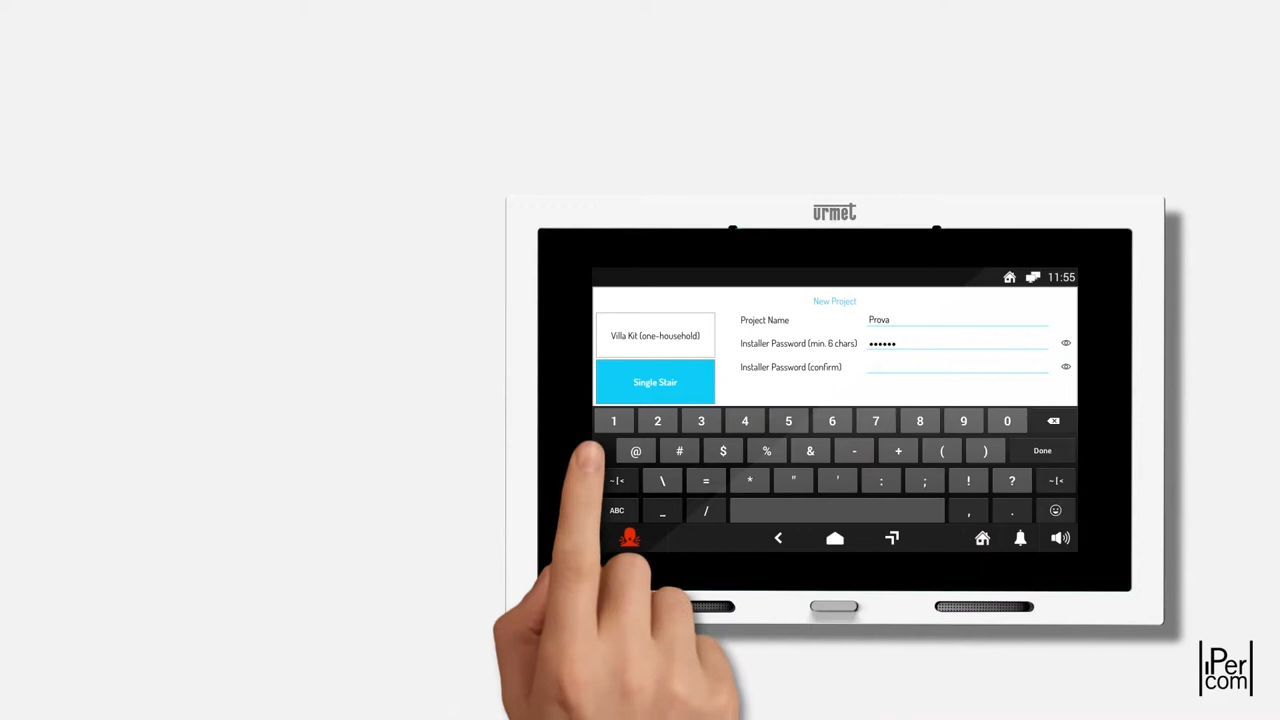 urmet
11:55
New Project
Villa Kit (one-household)
Single Stair
Project Name Prova
Installer Password (min. 6 chars) ••••••
Installer Password (confirm)
1 2 3 4 5 6 7 8 9 0
@ # $ % & - + ( ) Done
~[< \ = * " ' : ; ! ? ~[<
ABC _ / , .
iPer
com